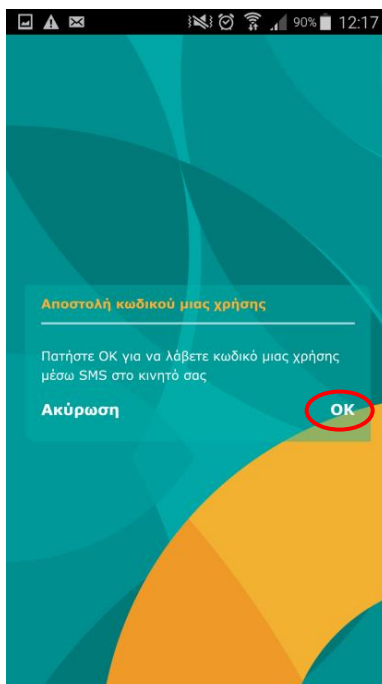 90% 12:17
Αποστολή κωδικού μιας χρήσης
Πατήστε ΟΚ για να λάβετε κωδικό μιας χρήσης
μέσω SMS στο κινητό σας
Ακύρωση ΟΚ